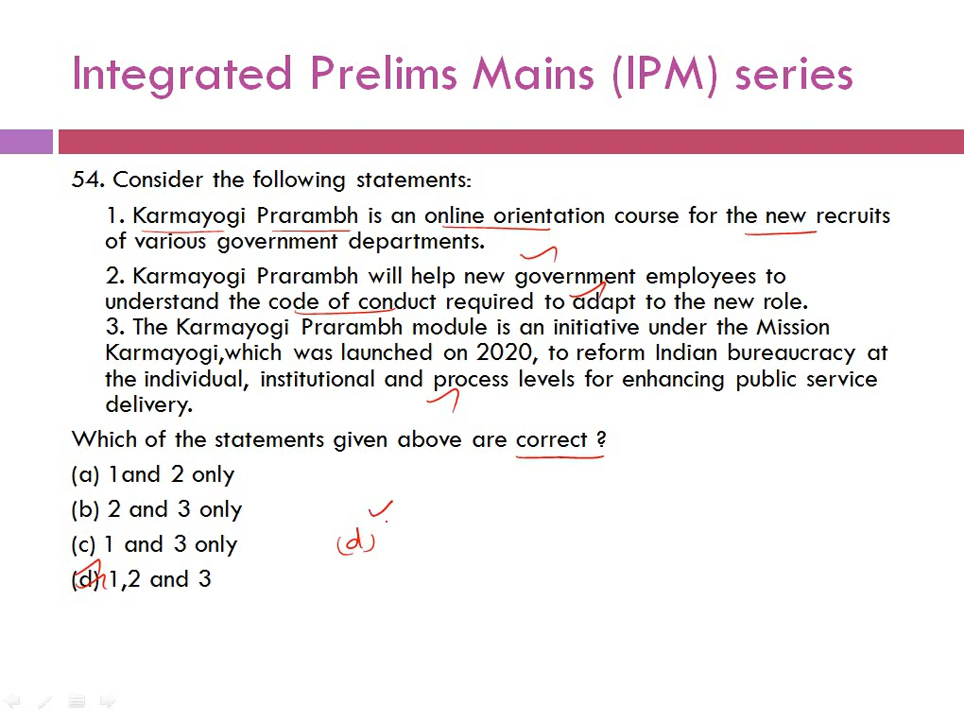 Integrated Prelims Mains (IPM) series
54. Consider the following statements:
1. Karmayogi Prarambh is an online orientation course for the new recruits
of various government departments.
2. Karmayogi Prarambh will help new government employees to
understand the code of conduct required to adapt to the new role.
3. The Karmayogi Prarambh module is an initiative under the Mission
Karmayogi,which was launched on 2020, to reform Indian bureaucracy at
the individual, institutional and process levels for enhancing public service
delivery.
Which of the statements given above are correct ?
(a) 1and 2 only
(b) 2 and 3 only
(c) 1 and 3 only
(d)
(d) 1,2 and 3